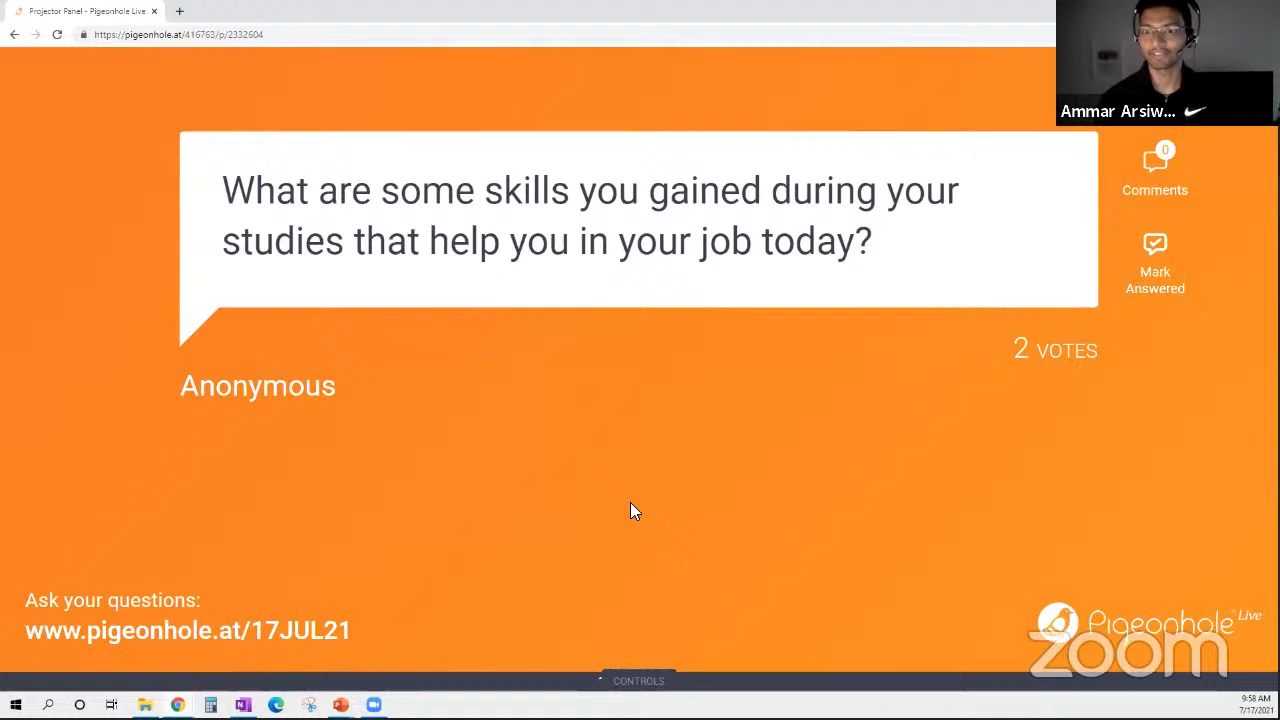 Projector Panel - Pigeonhole Live
https://pigeonhole.at/416763/p/2332604
Ammar Arsiw...
What are some skills you gained during your
studies that help you in your job today?
0
Comments
Mark
Answered
2 VOTES
Anonymous
Ask your questions:
www.pigeonhole.at/17JUL21
Pigeonhole Live
zoom
CONTROLS
9:58 AM
7/17/2021